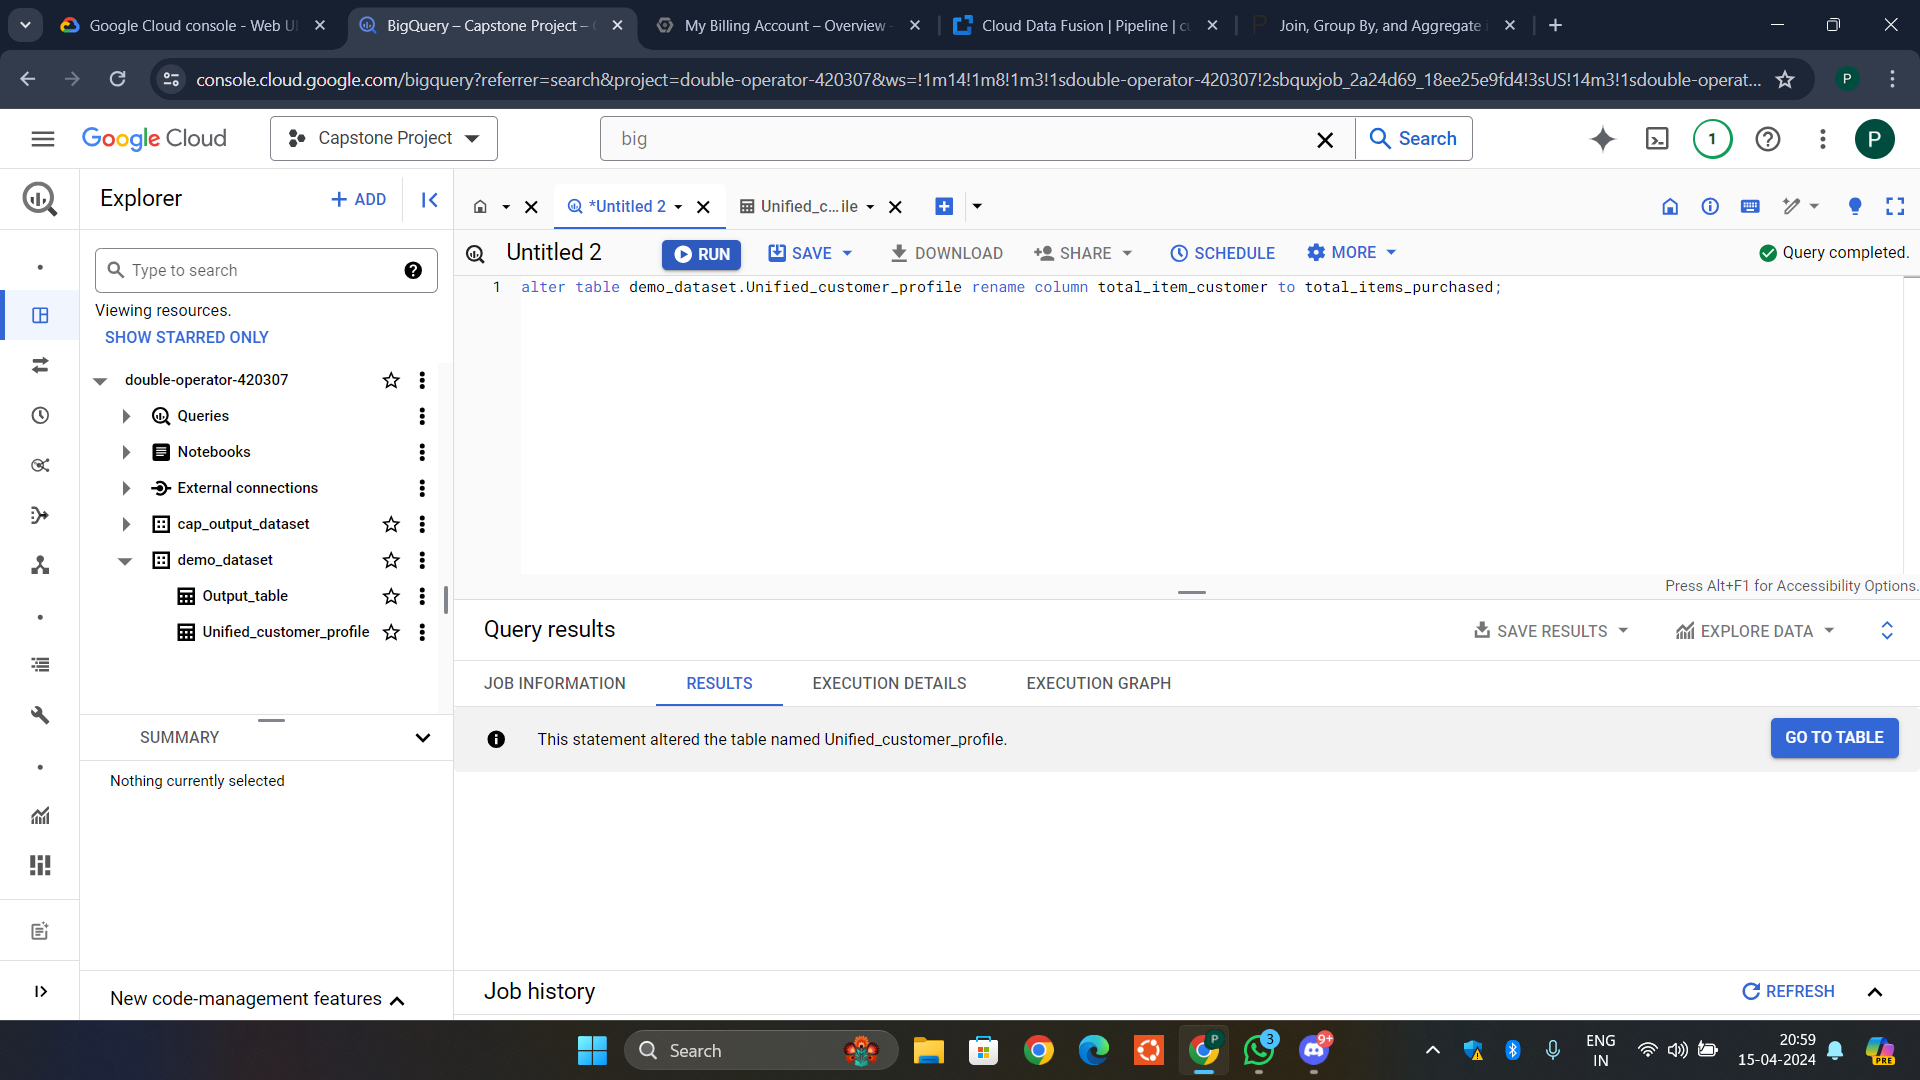 Google Cloud console - Web UI
BigQuery – Capstone Project –
My Billing Account – Overview
Cloud Data Fusion | Pipeline | cu
Join, Group By, and Aggregate
console.cloud.google.com/bigquery?referrer=search&project=double-operator-420307&ws=!1m14!1m8!1m3!1sdouble-operator-420307!2sbquxjob_2a24d69_18ee25e9fd4!3sUS!14m3!1sdouble-operat...
P
Google Cloud
Capstone Project
big
Search
1
P
Explorer
+ ADD
*Untitled 2
Unified_c...ile
Untitled 2
RUN
SAVE
DOWNLOAD
SHARE
SCHEDULE
MORE
Query completed.
Type to search
Viewing resources.
SHOW STARRED ONLY
1 alter table demo_dataset.Unified_customer_profile rename column total_item_customer to total_items_purchased;
double-operator-420307
Queries
Notebooks
External connections
cap_output_dataset
demo_dataset
Output_table
Unified_customer_profile
Press Alt+F1 for Accessibility Options.
Query results
SAVE RESULTS
EXPLORE DATA
JOB INFORMATION
RESULTS
EXECUTION DETAILS
EXECUTION GRAPH
This statement altered the table named Unified_customer_profile.
GO TO TABLE
SUMMARY
Nothing currently selected
New code-management features
Job history
REFRESH
Search
P
3
9+
ENG
IN
20:59
15-04-2024
PRE